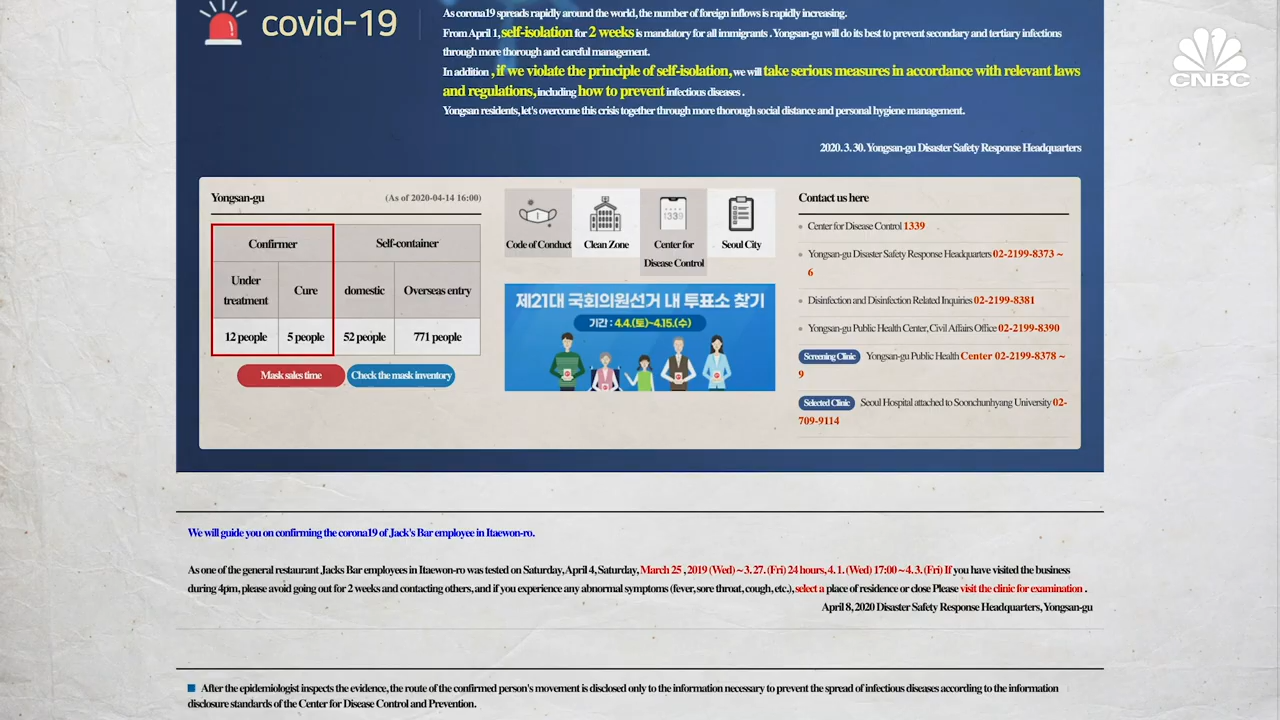 covid-19
As corona19 spreads rapidly around the world, the number of foreign inflows is rapidly increasing.
From April 1, self-isolation for 2 weeks is mandatory for all immigrants . Yongsan-gu will do its best to prevent secondary and tertiary infections
through more thorough and careful management.
In addition , if we violate the principle of self-isolation, we will take serious measures in accordance with relevant laws
and regulations, including how to prevent infectious diseases .
Yongsan residents, let's overcome this crisis together through more thorough social distance and personal hygiene management.
2020. 3. 30. Yongsan-gu Disaster Safety Response Headquarters
CNBC
Yongsan-gu (As of 2020-04-14 16:00)
Confirmer Self-container
Under treatment Cure domestic Overseas entry
12 people 5 people 52 people 771 people
Mask sales time Check the mask inventory
1339
Code of Conduct Clean Zone Center for Disease Control Seoul City
제21대 국회의원선거 내 투표소 찾기
기간 : 4.4.(토)~4.15.(수)
Contact us here
Center for Disease Control 1339
Yongsan-gu Disaster Safety Response Headquarters 02-2199-8373 ~
6
Disinfection and Disinfection Related Inquiries 02-2199-8381
Yongsan-gu Public Health Center, Civil Affairs Office 02-2199-8390
Screening Clinic Yongsan-gu Public Health Center 02-2199-8378 ~
9
Selected Clinic Seoul Hospital attached to Soonchunhyang University 02-
709-9114
We will guide you on confirming the corona19 of Jack's Bar employee in Itaewon-ro.
As one of the general restaurant Jacks Bar employees in Itaewon-ro was tested on Saturday, April 4, Saturday, March 25 , 2019 (Wed) ~ 3. 27. (Fri) 24 hours, 4. 1. (Wed) 17:00 ~ 4. 3. (Fri) If you have visited the business
during 4pm, please avoid going out for 2 weeks and contacting others, and if you experience any abnormal symptoms (fever, sore throat, cough, etc.), select a place of residence or close Please visit the clinic for examination .
April 8, 2020 Disaster Safety Response Headquarters, Yongsan-gu
After the epidemiologist inspects the evidence, the route of the confirmed person's movement is disclosed only to the information necessary to prevent the spread of infectious diseases according to the information
disclosure standards of the Center for Disease Control and Prevention.